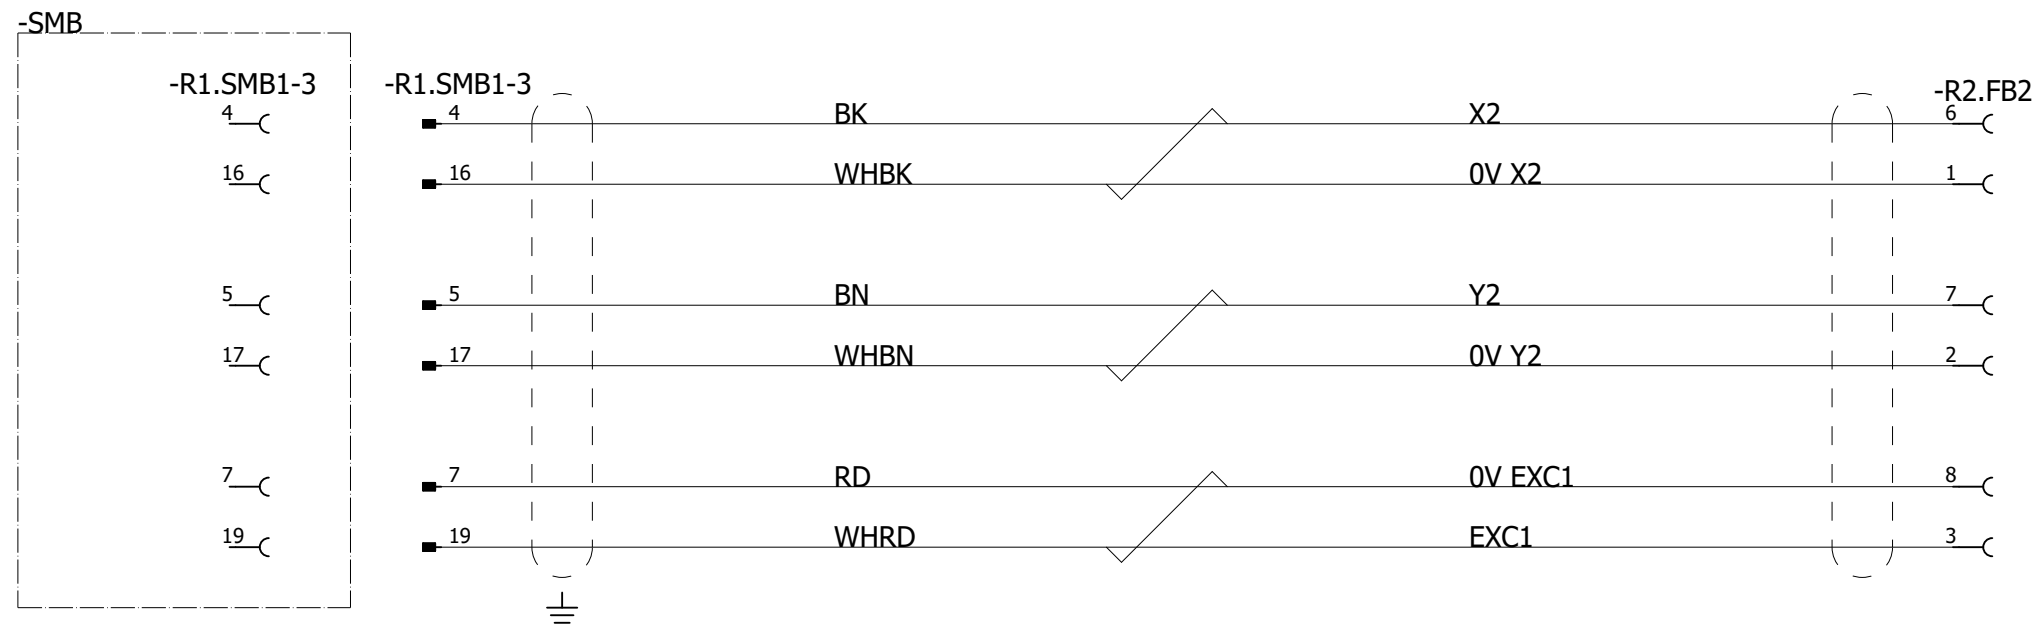 -SMB
-R1.SMB1-3 -R1.SMB1-3 -R2.FB2
4 4 BK X2 6
16 16 WHBK 0V X2 1
5 5 BN Y2 7
17 17 WHBN 0V Y2 2
7 7 RD 0V EXC1 8
19 19 WHRD EXC1 3